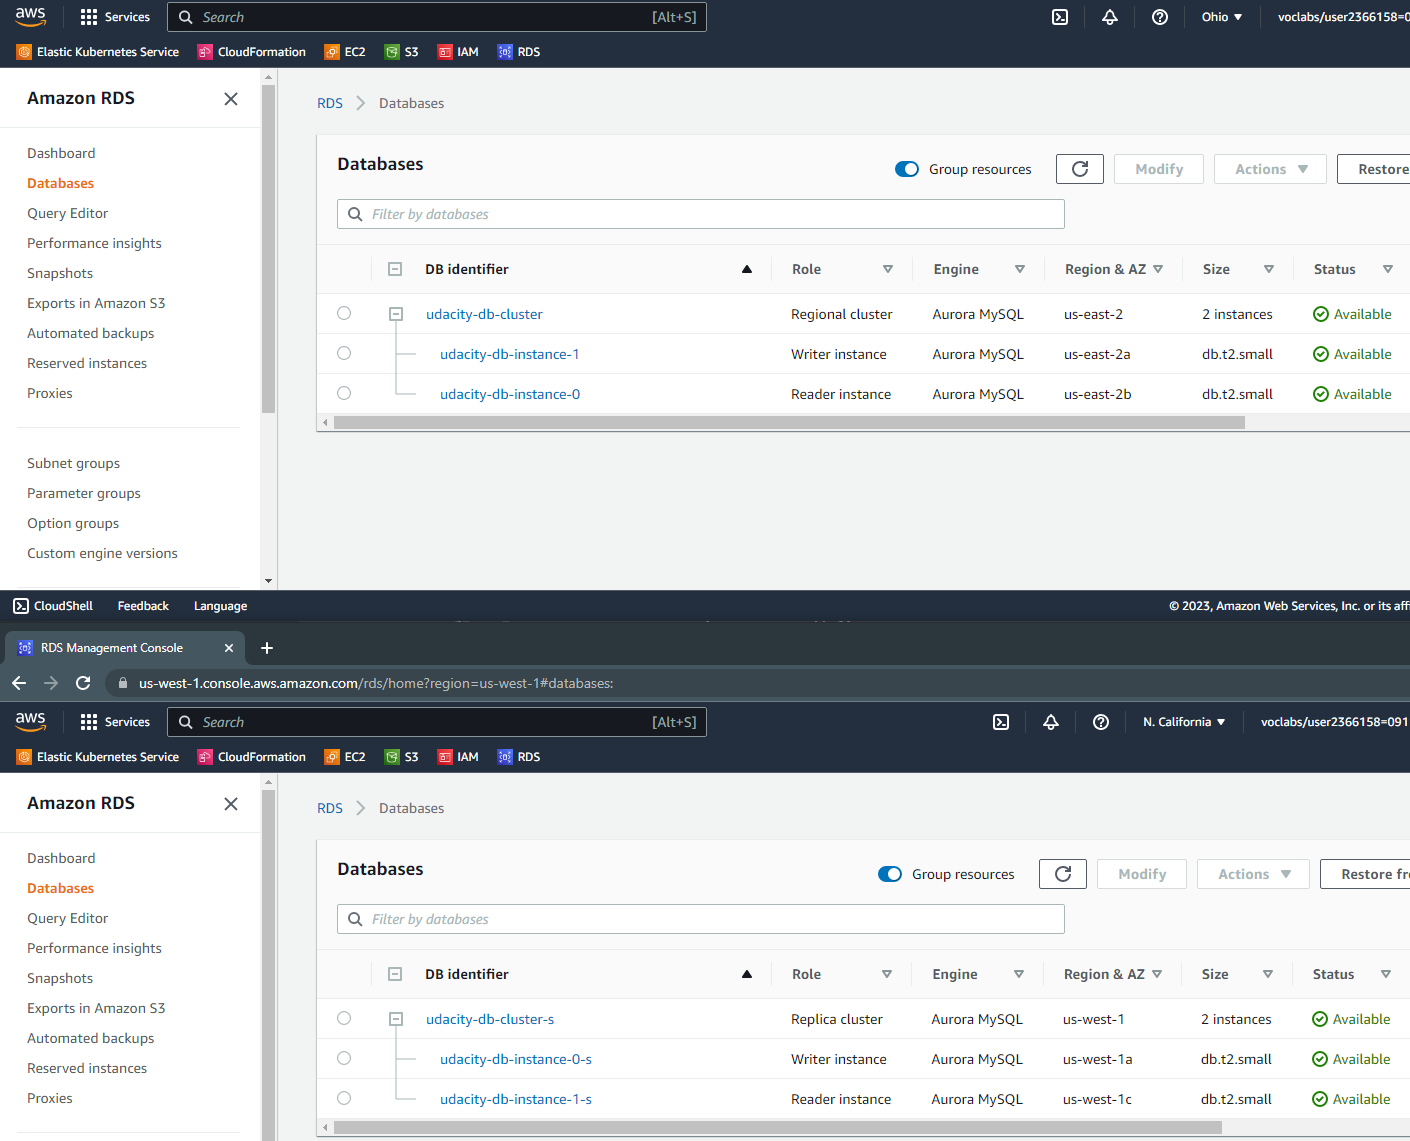 aws Services Search [Alt+S] Ohio voclabs/user2366158=0
Elastic Kubernetes Service CloudFormation EC2 S3 IAM RDS
Amazon RDS
Dashboard
Databases
Query Editor
Performance insights
Snapshots
Exports in Amazon S3
Automated backups
Reserved instances
Proxies
Subnet groups
Parameter groups
Option groups
Custom engine versions
RDS Databases
Databases Group resources Modify Actions Restore
Filter by databases
DB identifier Role Engine Region & AZ Size Status
udacity-db-cluster Regional cluster Aurora MySQL us-east-2 2 instances Available
udacity-db-instance-1 Writer instance Aurora MySQL us-east-2a db.t2.small Available
udacity-db-instance-0 Reader instance Aurora MySQL us-east-2b db.t2.small Available
CloudShell Feedback Language © 2023, Amazon Web Services, Inc. or its affi
RDS Management Console
us-west-1.console.aws.amazon.com/rds/home?region=us-west-1#databases:
aws Services Search [Alt+S] N. California voclabs/user2366158=091
Elastic Kubernetes Service CloudFormation EC2 S3 IAM RDS
Amazon RDS
Dashboard
Databases
Query Editor
Performance insights
Snapshots
Exports in Amazon S3
Automated backups
Reserved instances
Proxies
RDS Databases
Databases Group resources Modify Actions Restore fr
Filter by databases
DB identifier Role Engine Region & AZ Size Status
udacity-db-cluster-s Replica cluster Aurora MySQL us-west-1 2 instances Available
udacity-db-instance-0-s Writer instance Aurora MySQL us-west-1a db.t2.small Available
udacity-db-instance-1-s Reader instance Aurora MySQL us-west-1c db.t2.small Available